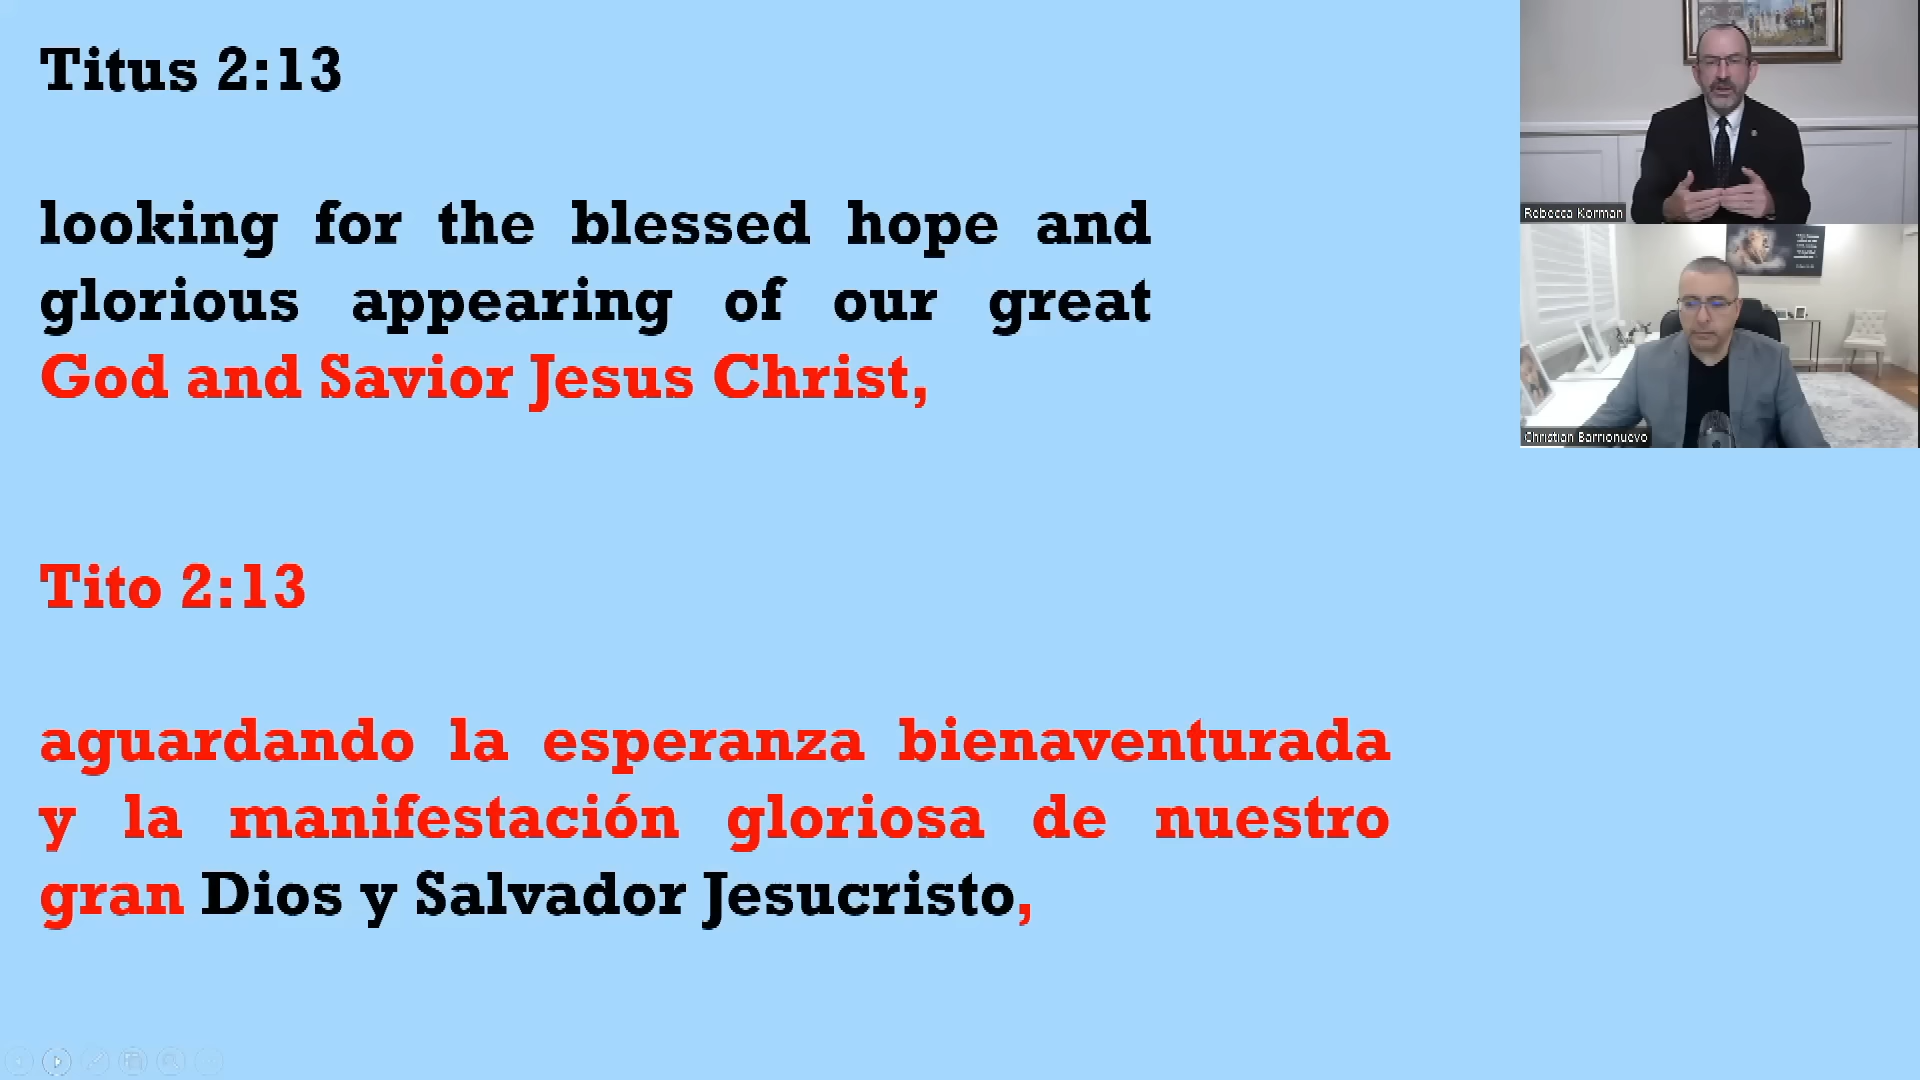 Titus 2:13
looking for the blessed hope and
glorious appearing of our great
God and Savior Jesus Christ,
Tito 2:13
aguardando la esperanza bienaventurada
y la manifestación gloriosa de nuestro
gran Dios y Salvador Jesucristo,
Rebecca Korman
Christian Barrionuevo